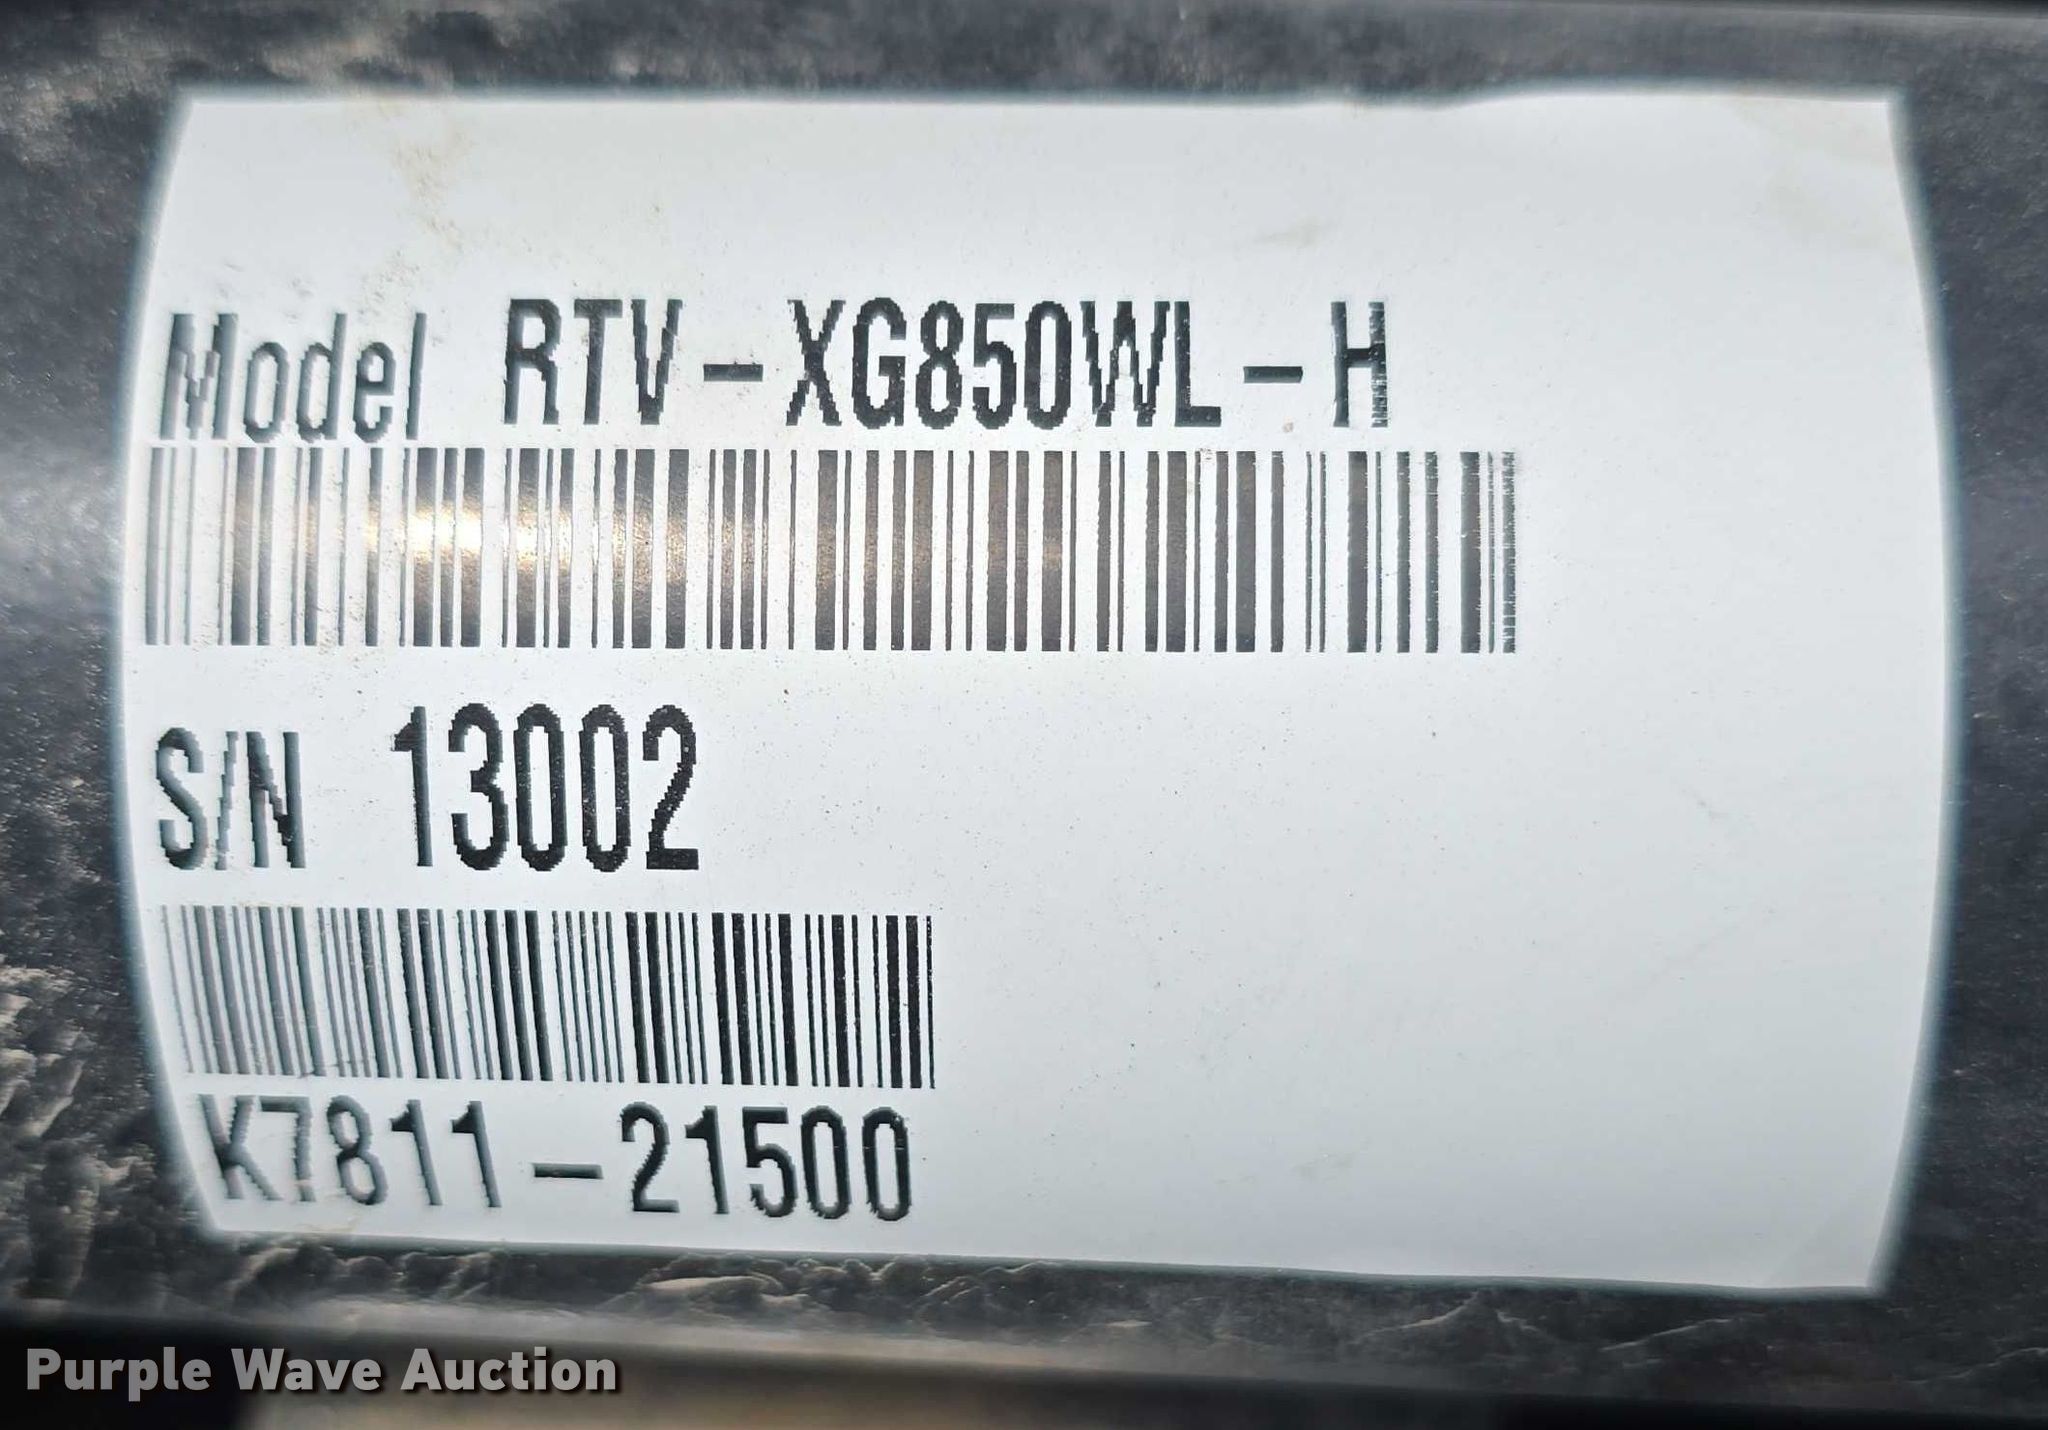 Model RTV-XG850WL-H
S/N 13002
K7811-21500
Purple Wave Auction